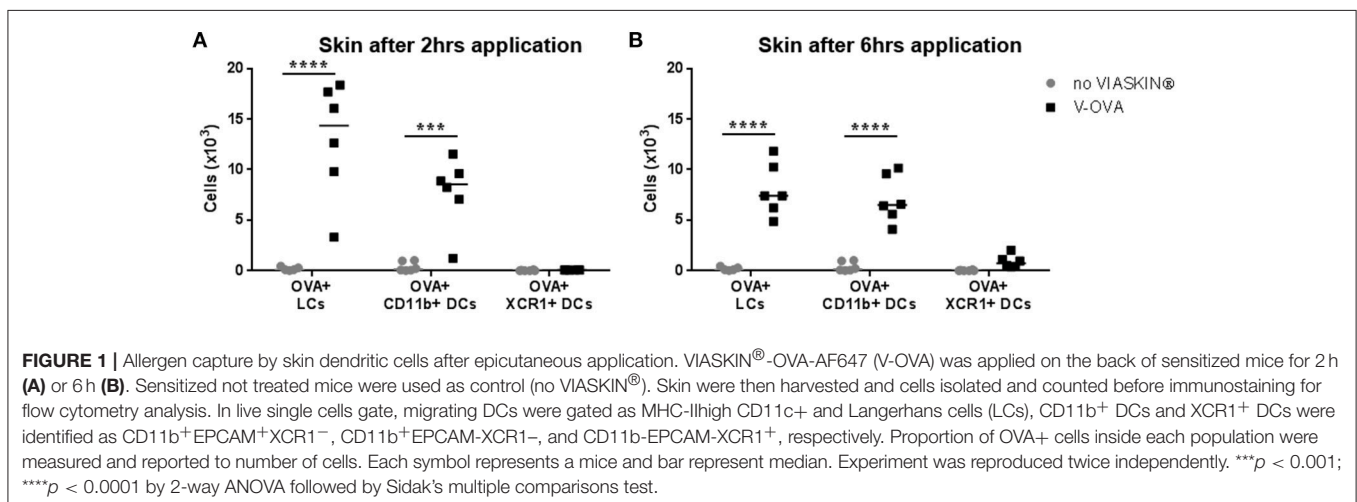 A
Skin after 2hrs application
20
15
10
5
0
Cells (x10³)
****
***
OVA+
LCs
OVA+
CD11b+ DCs
OVA+
XCR1+ DCs
B
Skin after 6hrs application
20
15
10
5
0
Cells (x10³)
****
****
OVA+
LCs
OVA+
CD11b+ DCs
OVA+
XCR1+ DCs
no VIASKIN®
V-OVA
FIGURE 1 | Allergen capture by skin dendritic cells after epicutaneous application. VIASKIN®-OVA-AF647 (V-OVA) was applied on the back of sensitized mice for 2 h
(A) or 6 h (B). Sensitized not treated mice were used as control (no VIASKIN®). Skin were then harvested and cells isolated and counted before immunostaining for
flow cytometry analysis. In live single cells gate, migrating DCs were gated as MHC-IIhigh CD11c+ and Langerhans cells (LCs), CD11b⁺ DCs and XCR1⁺ DCs were
identified as CD11b⁺EPCAM⁺XCR1⁻, CD11b⁺EPCAM-XCR1–, and CD11b-EPCAM-XCR1⁺, respectively. Proportion of OVA+ cells inside each population were
measured and reported to number of cells. Each symbol represents a mice and bar represent median. Experiment was reproduced twice independently. ***p < 0.001;
****p < 0.0001 by 2-way ANOVA followed by Sidak's multiple comparisons test.